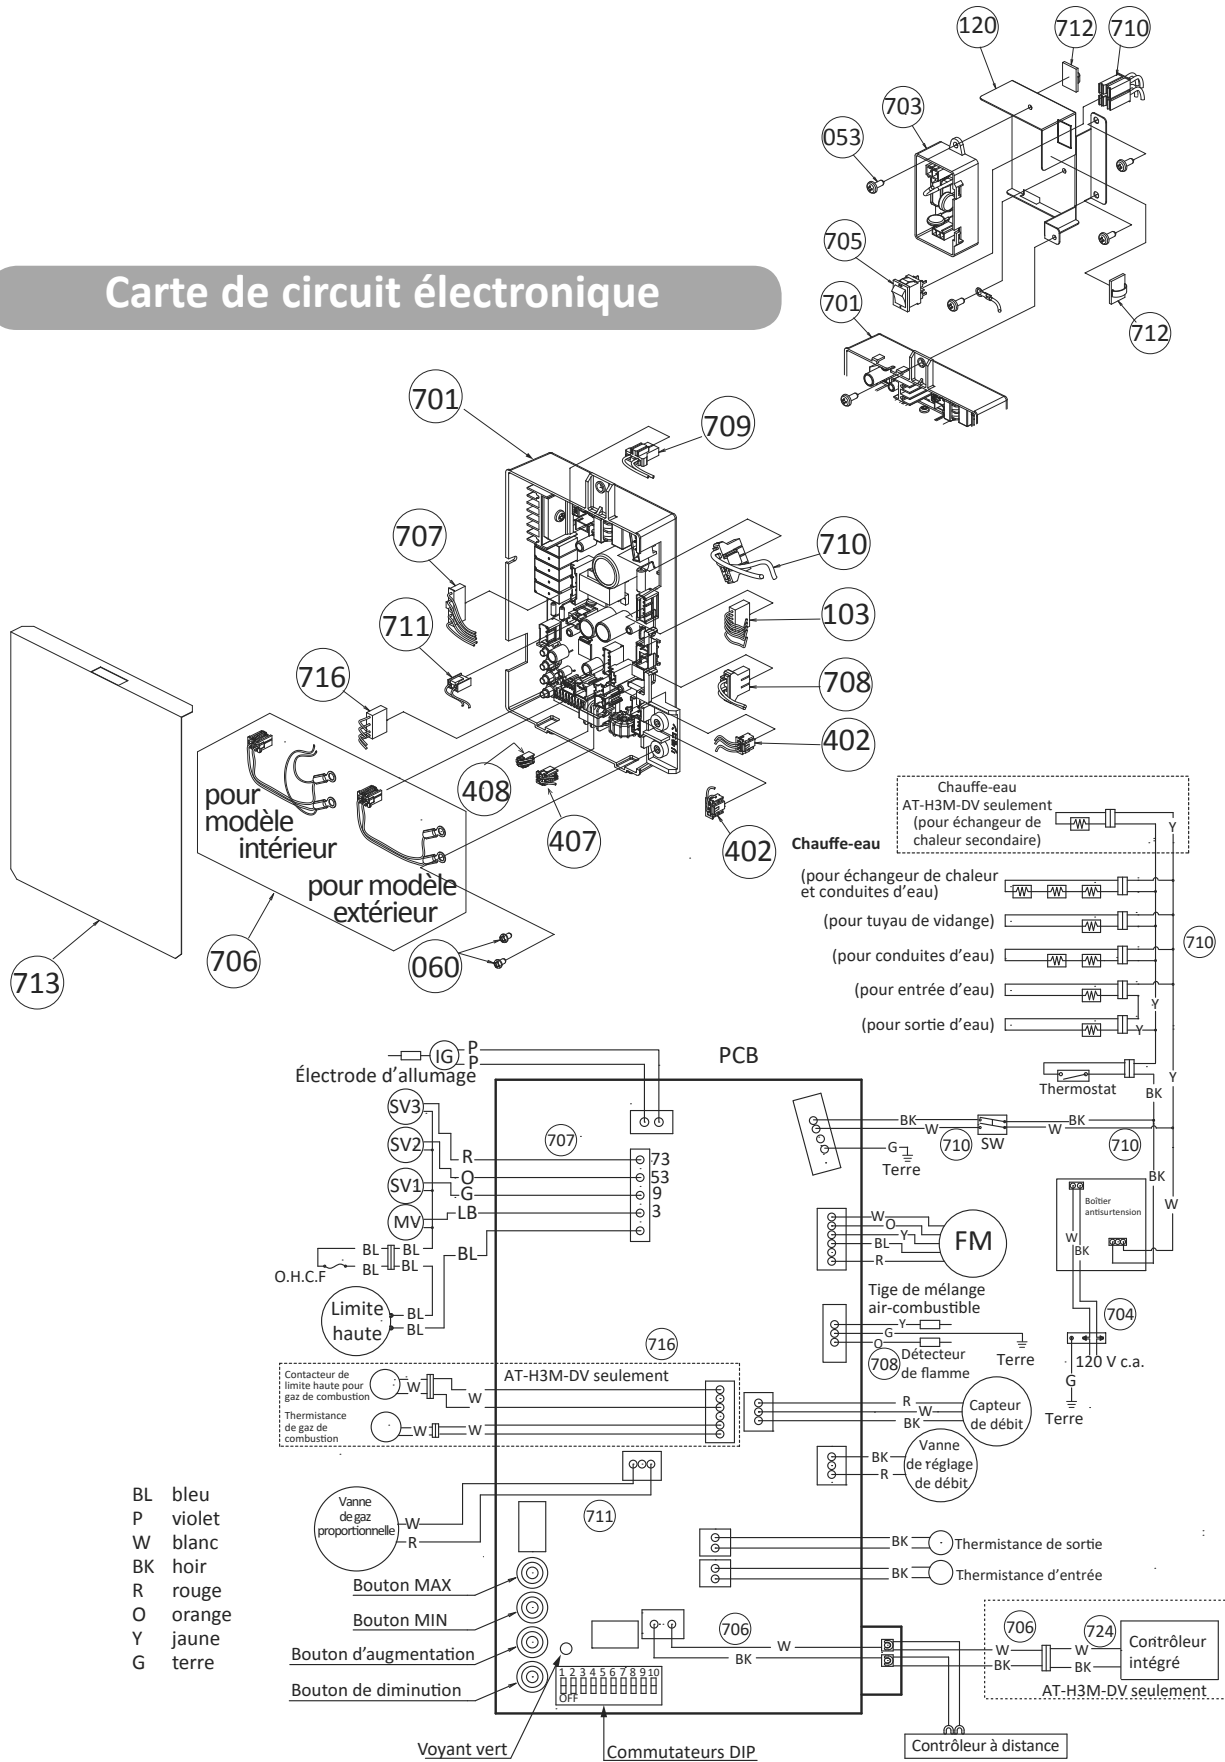 120
712
710
703
053
705
701
712
Carte de circuit électronique
701
709
707
710
711
103
716
708
402
408
407
402
pour
modèle
intérieur
pour modèle
extérieur
713
706
060
Chauffe-eau
AT-H3M-DV seulement
(pour échangeur de
chaleur secondaire)
Y
Chauffe-eau
(pour échangeur de chaleur
et conduites d'eau)
(pour tuyau de vidange)
710
(pour conduites d'eau)
(pour entrée d'eau)
Y
(pour sortie d'eau)
Y
Thermostat
BK
Y
PCB
IG
P
P
Électrode d'allumage
SV3
SV2
SV1
MV
707
R
O
G
LB
73
53
9
3
BL
BL
BL
BL
BL
O.H.C.F
Limite
haute
BL
BL
BK
W
710
SW
BK
W
710
G
Terre
BK
W
Boîtier
antisurtension
W
BK
704
120 V c.a.
G
Terre
W
O
Y
BL
R
FM
Tige de mélange
air-combustible
Y
G
O
708
Détecteur
de flamme
Terre
716
AT-H3M-DV seulement
Contacteur de
limite haute pour
gaz de combustion
W
W
W
Thermistance
de gaz de
combustion
W
W
R
W
BK
Capteur
de débit
BK
R
Vanne
de réglage
de débit
BL bleu
P violet
W blanc
BK hoir
R rouge
O orange
Y jaune
G terre
Vanne
de gaz
proportionnelle
W
R
711
BK
Thermistance de sortie
BK
Thermistance d'entrée
Bouton MAX
Bouton MIN
Bouton d'augmentation
Bouton de diminution
706
W
BK
1 2 3 4 5 6 7 8 9 10
OFF
706
724
W
BK
W
BK
Contrôleur
intégré
AT-H3M-DV seulement
Voyant vert
Commutateurs DIP
Contrôleur à distance